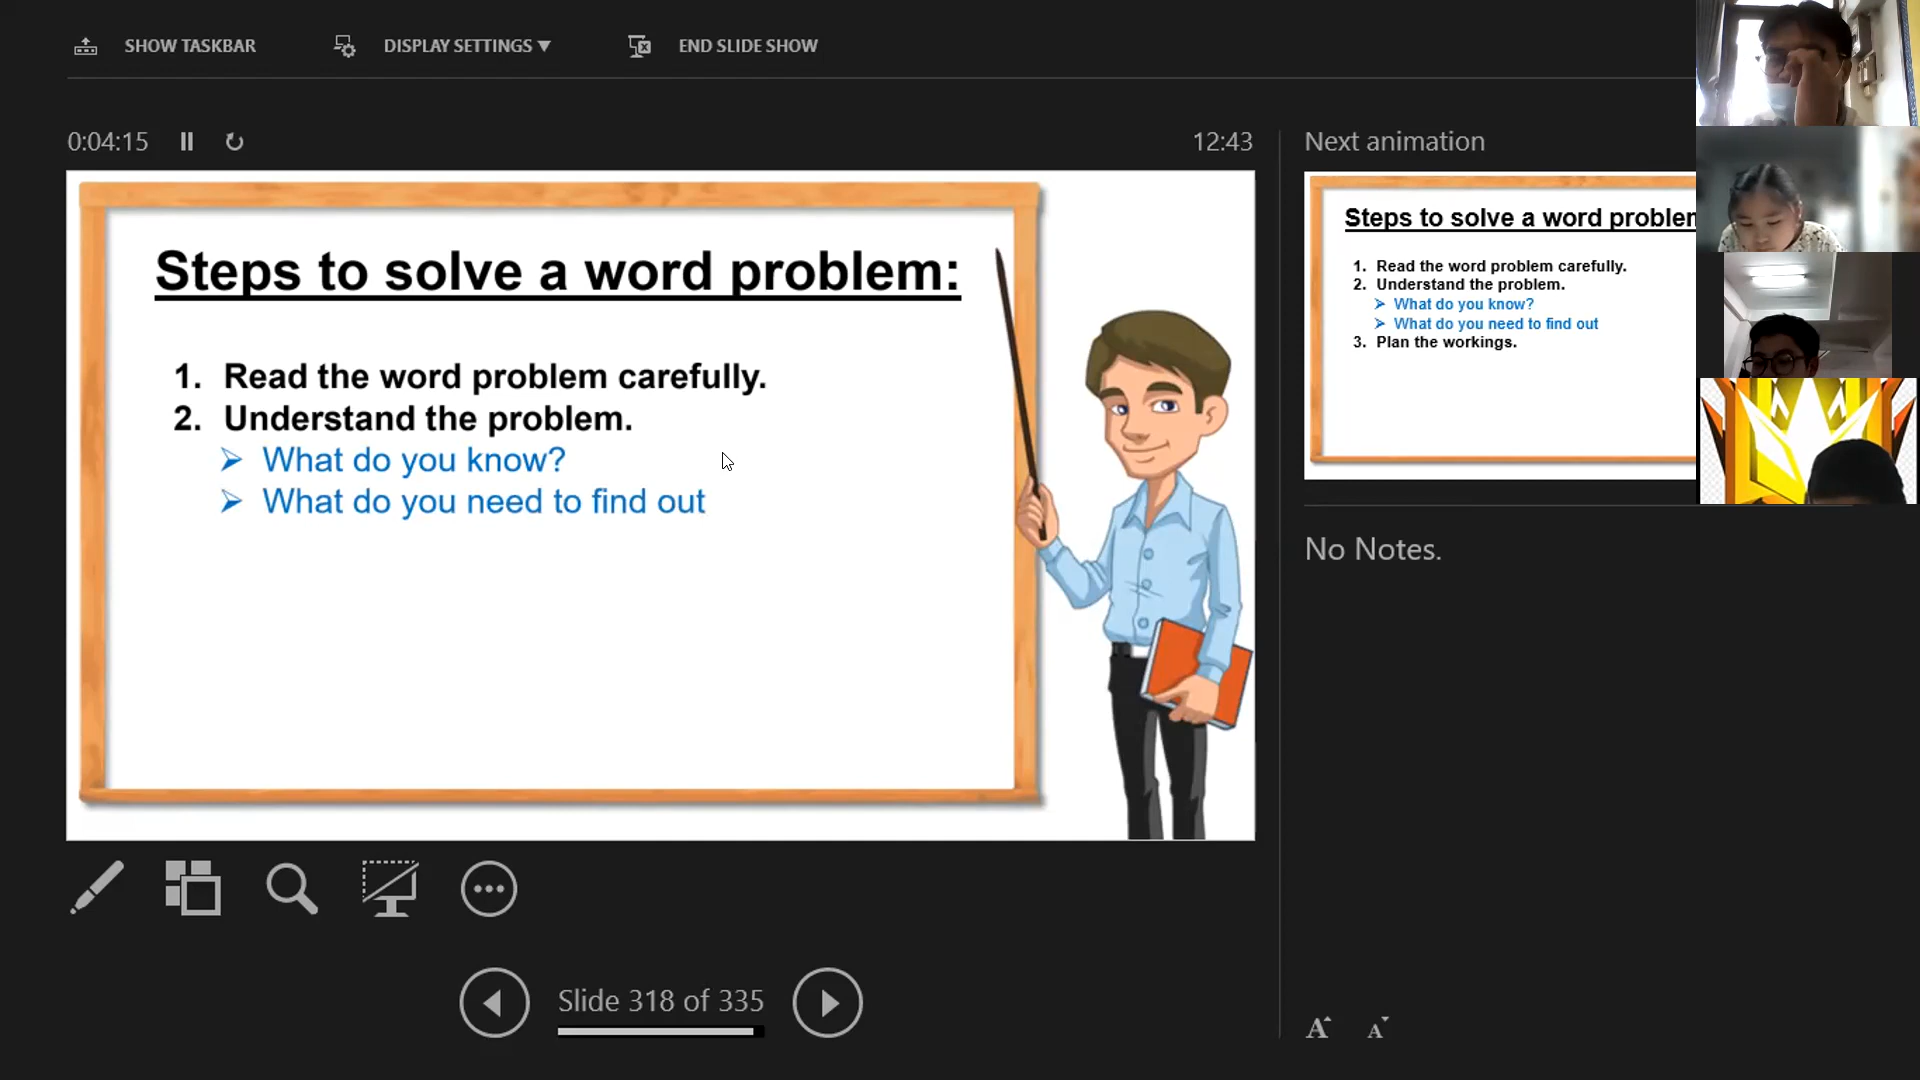 SHOW TASKBAR
DISPLAY SETTINGS
END SLIDE SHOW
0:04:15
12:43
Next animation
Steps to solve a word problem:
1. Read the word problem carefully.
2. Understand the problem.
What do you know?
What do you need to find out
Steps to solve a word problem
1. Read the word problem carefully.
2. Understand the problem.
What do you know?
What do you need to find out
3. Plan the workings.
No Notes.
Slide 318 of 335
A A